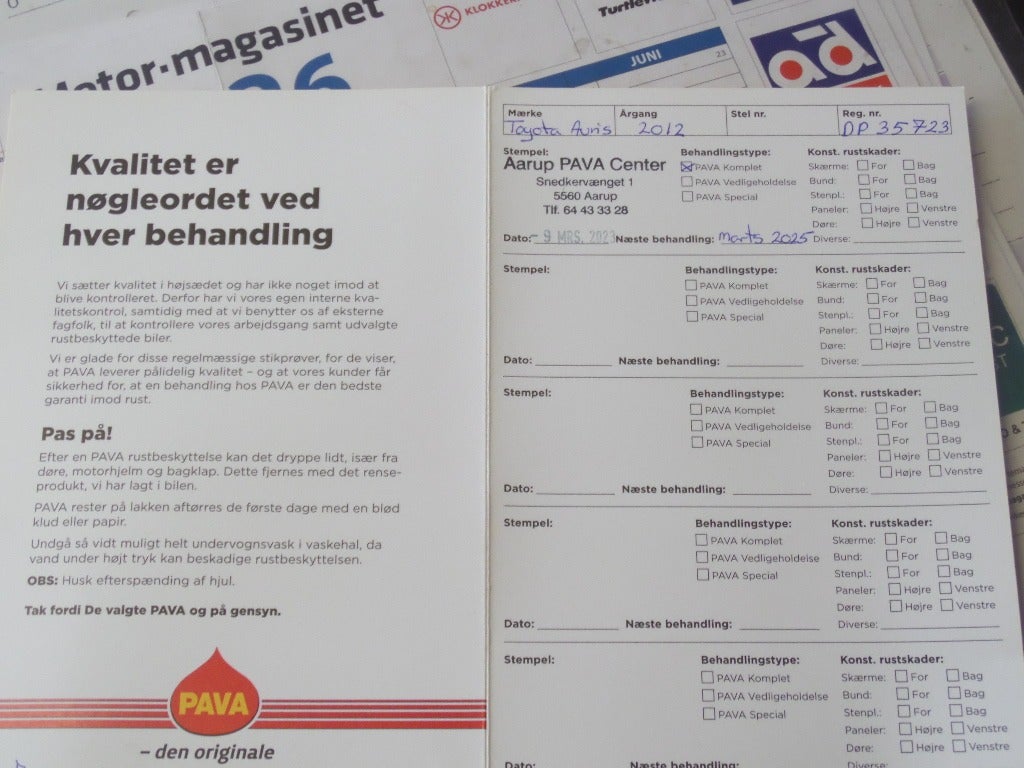 Motor-magasinet
KLOKKER
JUNI
23
ad
Kvalitet er
nøgleordet ved
hver behandling
Vi sætter kvalitet i højsædet og har ikke noget imod at
blive kontrolleret. Derfor har vi vores egen interne kva-
litetskontrol, samtidig med at vi benytter os af eksterne
fagfolk, til at kontrollere vores arbejdsgang samt udvalgte
rustbeskyttede biler.
Vi er glade for disse regelmæssige stikprøver, for de viser,
at PAVA leverer pålidelig kvalitet – og at vores kunder får
sikkerhed for, at en behandling hos PAVA er den bedste
garanti imod rust.
Pas på!
Efter en PAVA rustbeskyttelse kan det dryppe lidt, især fra
døre, motorhjelm og bagklap. Dette fjernes med det rense-
produkt, vi har lagt i bilen.
PAVA rester på lakken aftørres de første dage med en blød
klud eller papir.
Undgå så vidt muligt helt undervognsvask i vaskehal, da
vand under højt tryk kan beskadige rustbeskyttelsen.
OBS: Husk efterspænding af hjul.
Tak fordi De valgte PAVA og på gensyn.
PAVA
– den originale
Mærke Årgang Stel nr. Reg. nr.
Toyota Auris 2012 DP 35723
Stempel: Behandlingstype: Konst. rustskader:
Aarup PAVA Center PAVA Komplet Skærme: For Bag
Snedkervænget 1 PAVA Vedligeholdelse Bund: For Bag
5560 Aarup PAVA Special Stenpl.: For Bag
Tlf. 64 43 33 28 Paneler: Højre Venstre
Døre: Højre Venstre
Dato: - 9 MRS. 2023 Næste behandling: marts 2025 Diverse:
Stempel: Behandlingstype: Konst. rustskader:
PAVA Komplet Skærme: For Bag
PAVA Vedligeholdelse Bund: For Bag
PAVA Special Stenpl.: For Bag
Paneler: Højre Venstre
Døre: Højre Venstre
Dato: Næste behandling: Diverse:
Stempel: Behandlingstype: Konst. rustskader:
PAVA Komplet Skærme: For Bag
PAVA Vedligeholdelse Bund: For Bag
PAVA Special Stenpl.: For Bag
Paneler: Højre Venstre
Døre: Højre Venstre
Dato: Næste behandling: Diverse:
Stempel: Behandlingstype: Konst. rustskader:
PAVA Komplet Skærme: For Bag
PAVA Vedligeholdelse Bund: For Bag
PAVA Special Stenpl.: For Bag
Paneler: Højre Venstre
Døre: Højre Venstre
Dato: Næste behandling: Diverse:
Stempel: Behandlingstype: Konst. rustskader:
PAVA Komplet Skærme: For Bag
PAVA Vedligeholdelse Bund: For Bag
PAVA Special Stenpl.: For Bag
Paneler: Højre Venstre
Døre: Højre Venstre
Dato: Næste behandling: Diverse: